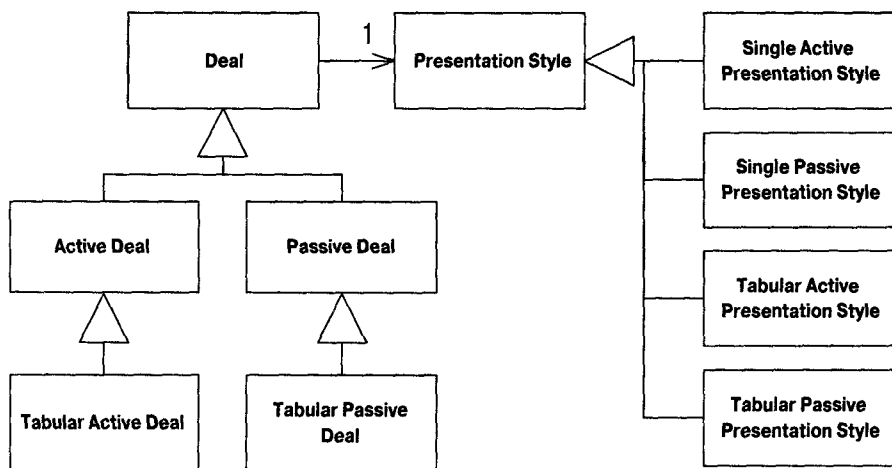 Deal
1
Presentation Style
Single Active
Presentation Style
Single Passive
Presentation Style
Active Deal
Passive Deal
Tabular Active
Presentation Style
Tabular Active Deal
Tabular Passive
Deal
Tabular Passive
Presentation Style